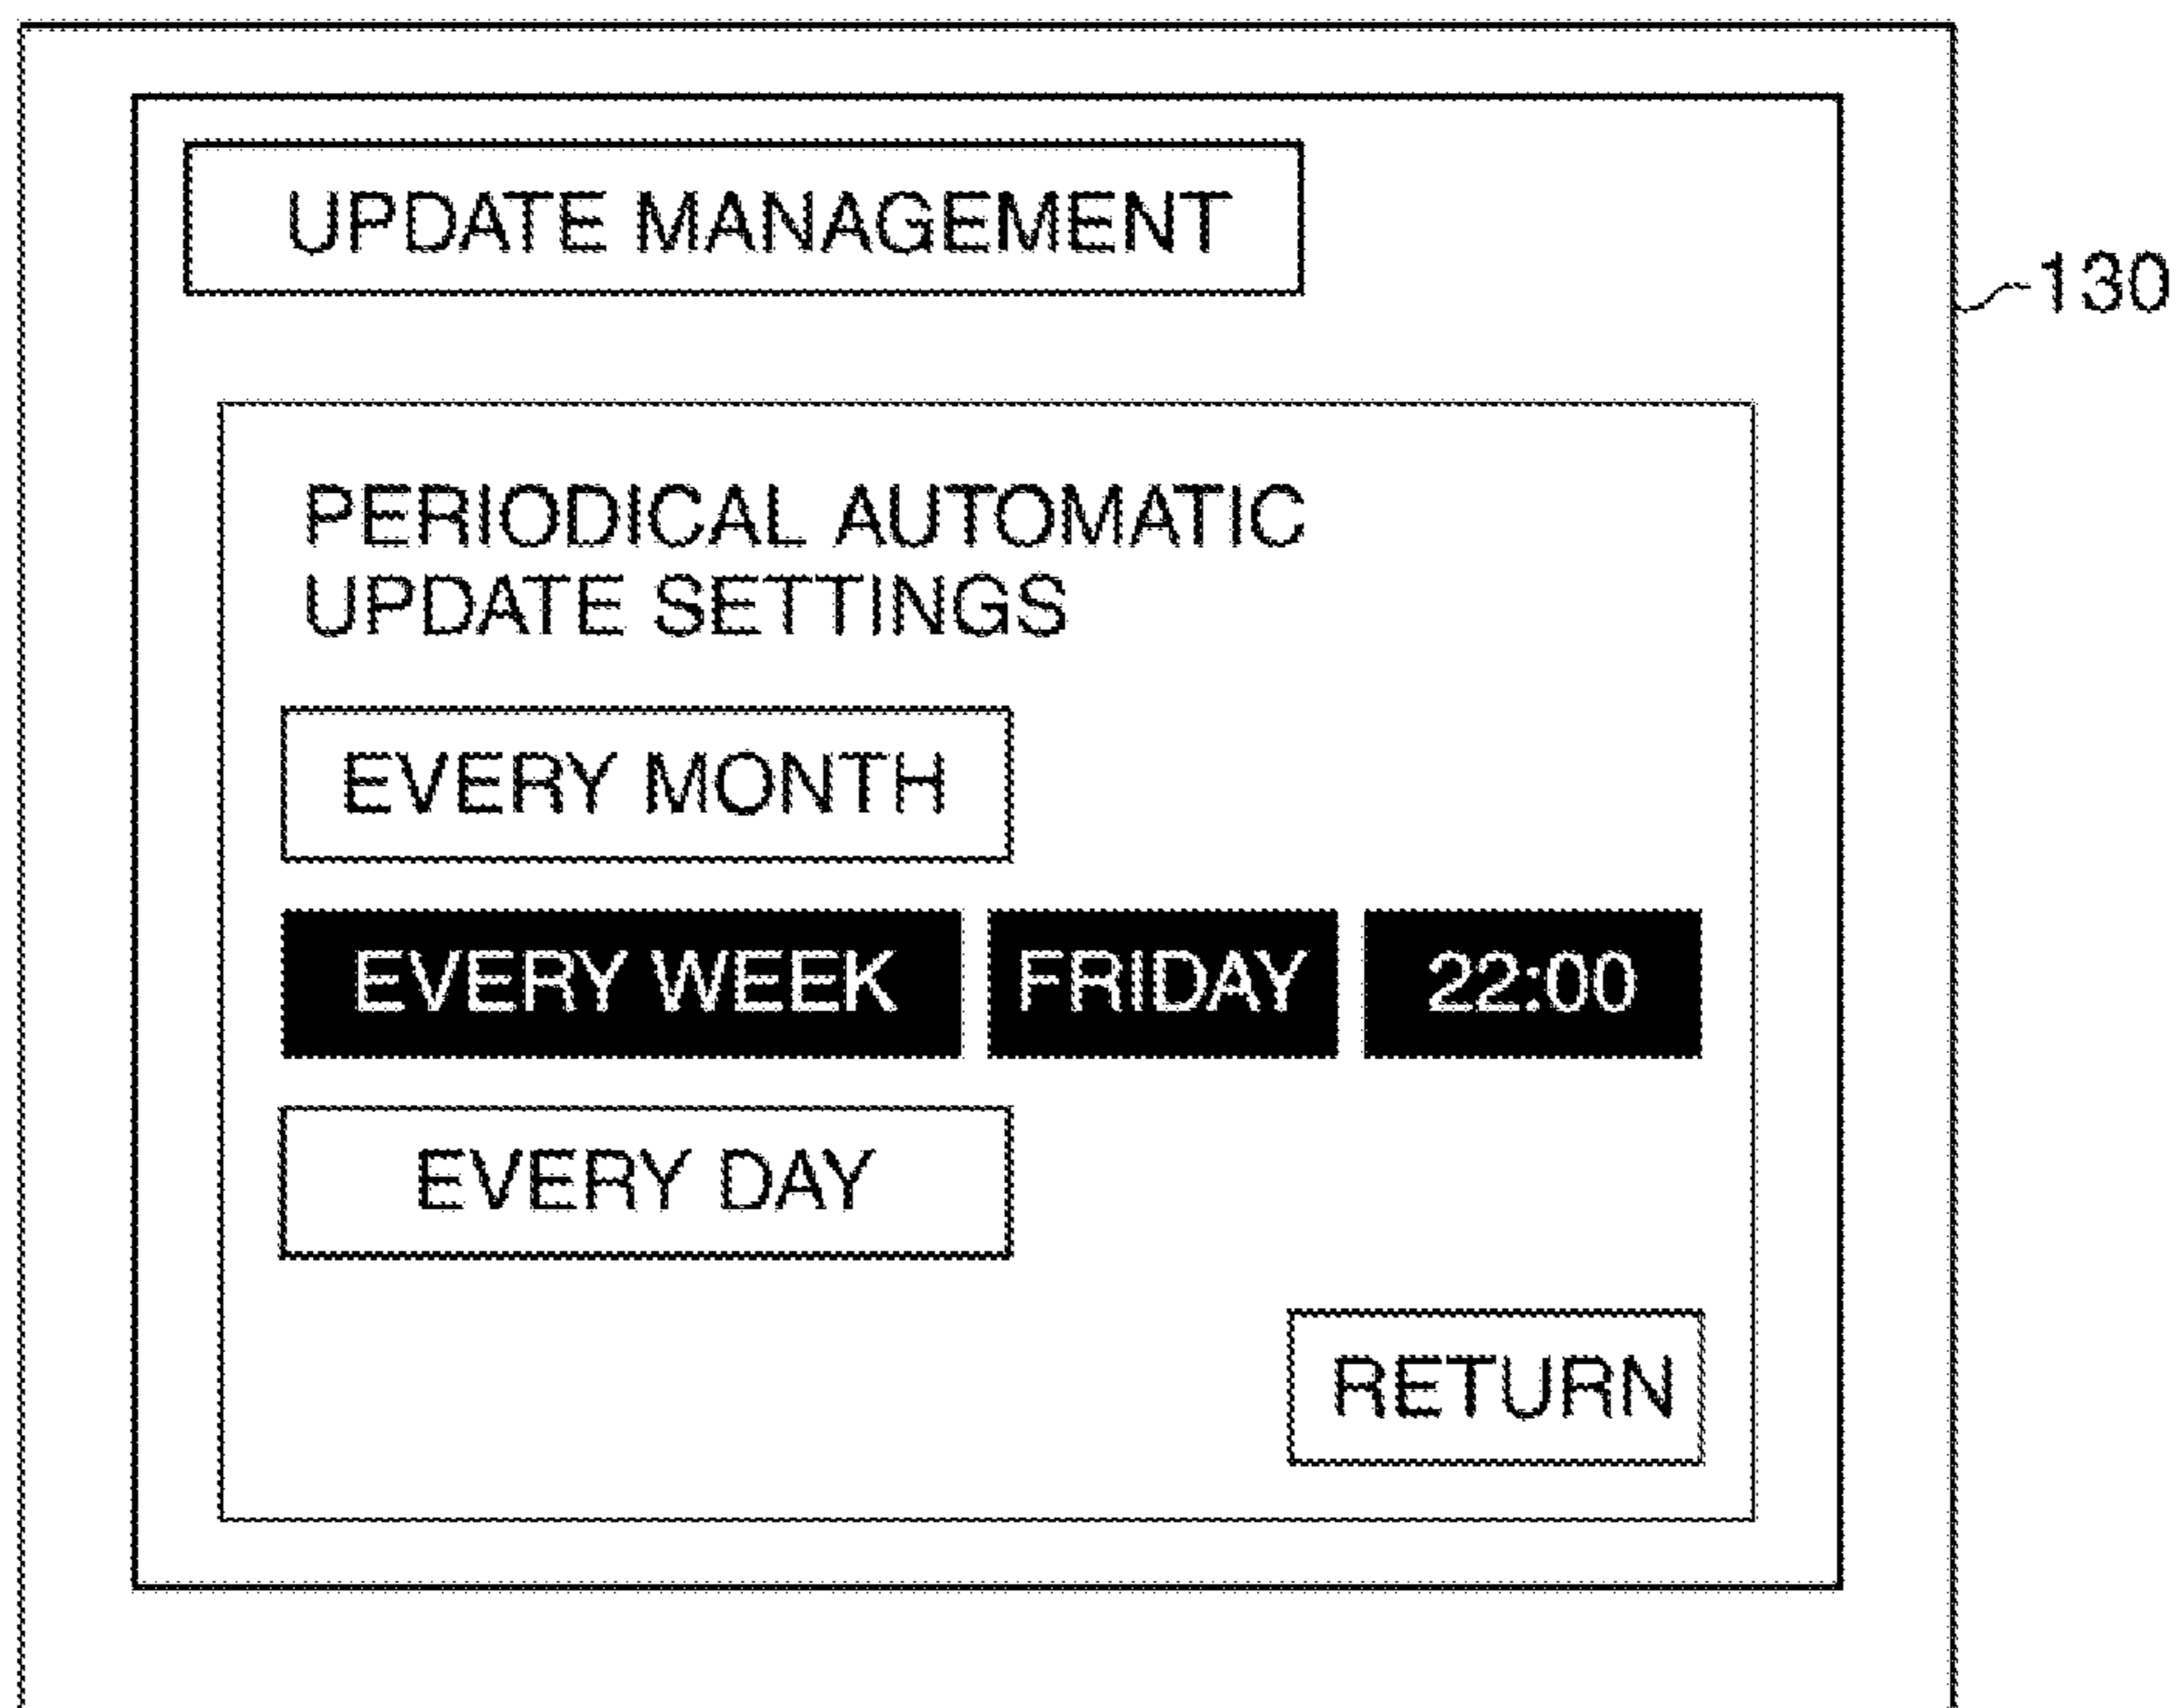 UPDATE MANAGEMENT
130
PERIODICAL AUTOMATIC
UPDATE SETTINGS
EVERY MONTH
EVERY WEEK FRIDAY 22:00
EVERY DAY
RETURN